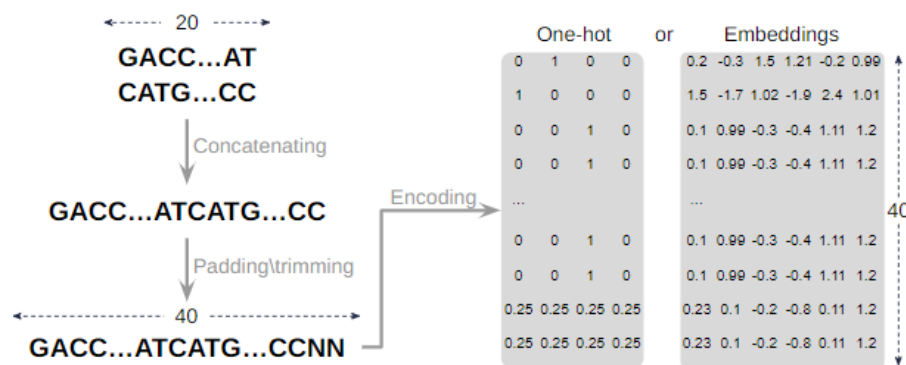 20
GACC...AT
CATG...CC
Concatenating
GACC...ATCATG...CC
Padding\trimming
40
GACC...ATCATG...CCNN
Encoding
One-hot or Embeddings
0 1 0 0
1 0 0 0
0 0 1 0
0 0 1 0
...
0 0 1 0
0 0 1 0
0.25 0.25 0.25 0.25
0.25 0.25 0.25 0.25
0.2 -0.3 1.5 1.21 -0.2 0.99
1.5 -1.7 1.02 -1.9 2.4 1.01
0.1 0.99 -0.3 -0.4 1.11 1.2
0.1 0.99 -0.3 -0.4 1.11 1.2
...
0.1 0.99 -0.3 -0.4 1.11 1.2
0.1 0.99 -0.3 -0.4 1.11 1.2
0.23 0.1 -0.2 -0.8 0.11 1.2
0.23 0.1 -0.2 -0.8 0.11 1.2
40